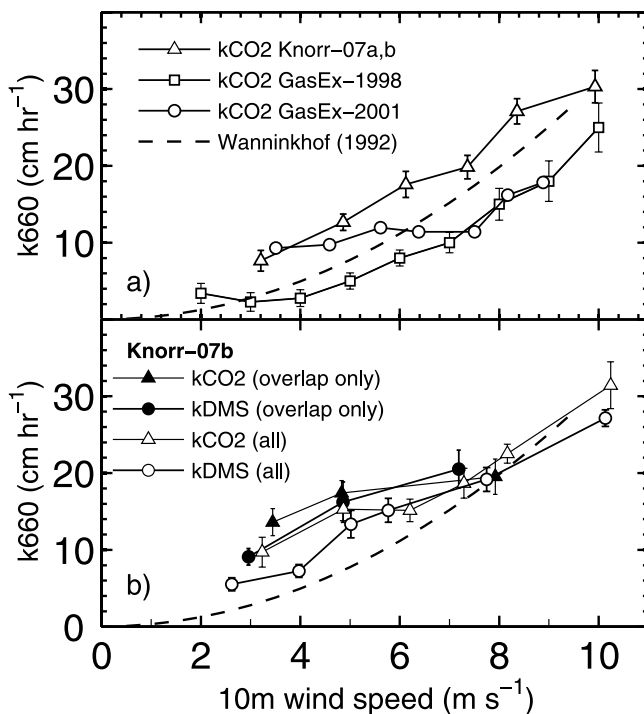 kCO2 Knorr−07a,b
kCO2 GasEx−1998
kCO2 GasEx−2001
Wanninkhof (1992)
30
20
10
k660 (cm hr⁻¹)
a)
Knorr−07b
kCO2 (overlap only)
kDMS (overlap only)
kCO2 (all)
kDMS (all)
30
20
10
0
k660 (cm hr⁻¹)
b)
0 2 4 6 8 10
10m wind speed (m s⁻¹)